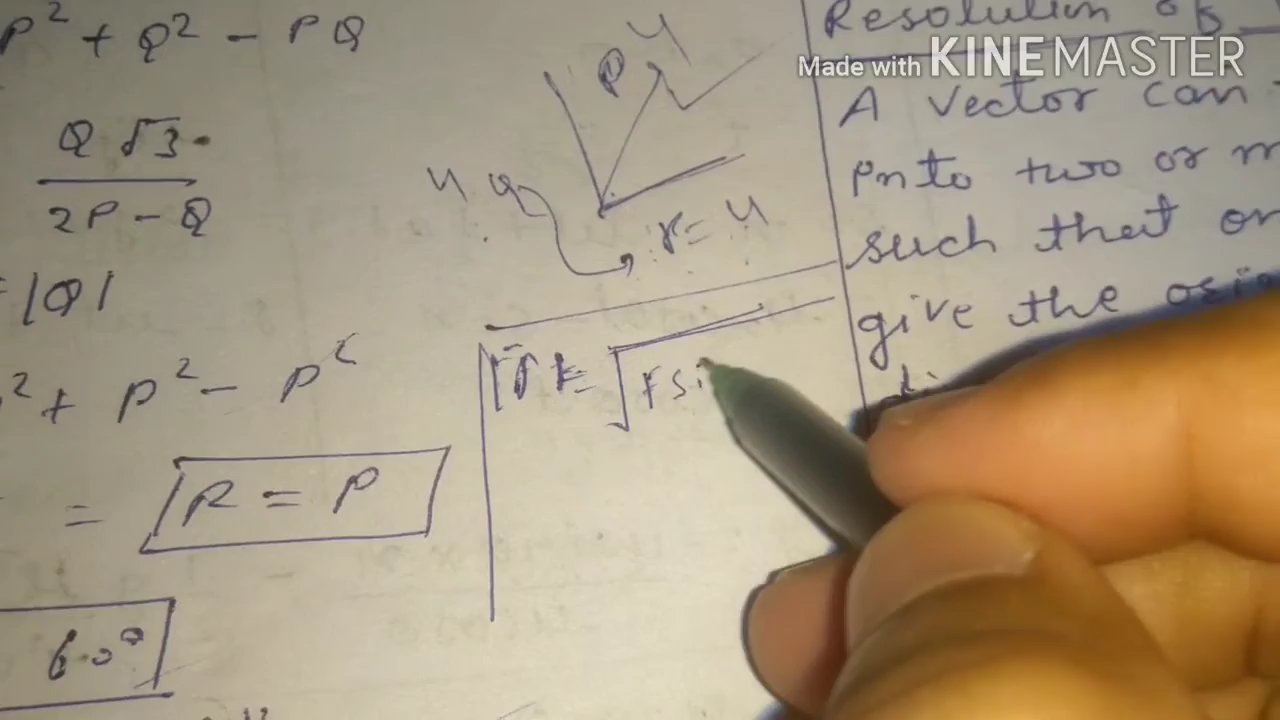 P² + Q² - PQ
Q √3
2P - Q
= |Q|
² + P² - P²
= R = P
60°
P 4
4 Q
r = 4
√ r s
Resolution of
A vector can
into two or m
such that or
give the ori
Made with KINEMASTER